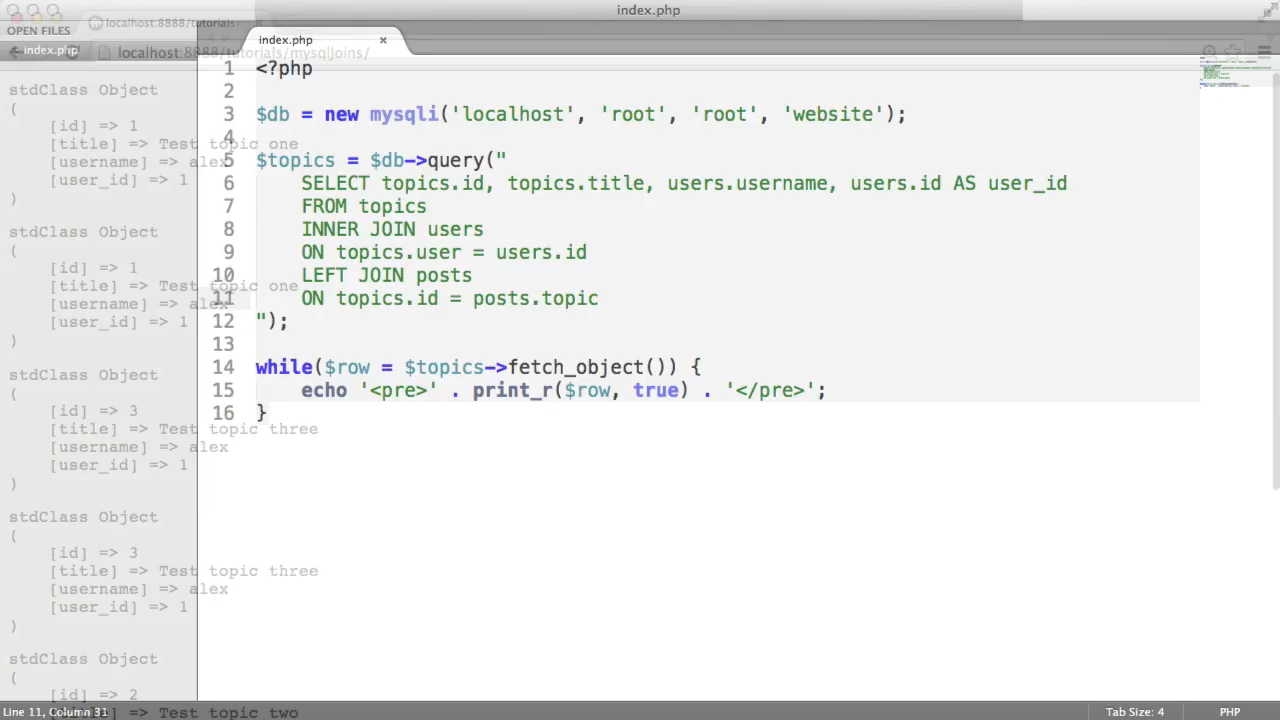 index.php
localhost:8888/tutorials
OPEN FILES
index.php
localhost:8888/tutorials/mysqljoins/
index.php ×
1 <?php
2
3 $db = new mysqli('localhost', 'root', 'root', 'website');
4
5 $topics = $db->query("
6 SELECT topics.id, topics.title, users.username, users.id AS user_id
7 FROM topics
8 INNER JOIN users
9 ON topics.user = users.id
10 LEFT JOIN posts
11 ON topics.id = posts.topic
12 ");
13
14 while($row = $topics->fetch_object()) {
15 echo '<pre>' . print_r($row, true) . '</pre>';
16 }
stdClass Object
(
[id] => 1
[title] => Test topic one
[username] => alex
[user_id] => 1
)
stdClass Object
(
[id] => 1
[title] => Test topic one
[username] => alex
[user_id] => 1
)
stdClass Object
(
[id] => 3
[title] => Test topic three
[username] => alex
[user_id] => 1
)
stdClass Object
(
[id] => 3
[title] => Test topic three
[username] => alex
[user_id] => 1
)
stdClass Object
(
[id] => 2
[title] => Test topic two
Line 11, Column 31
Tab Size: 4
PHP